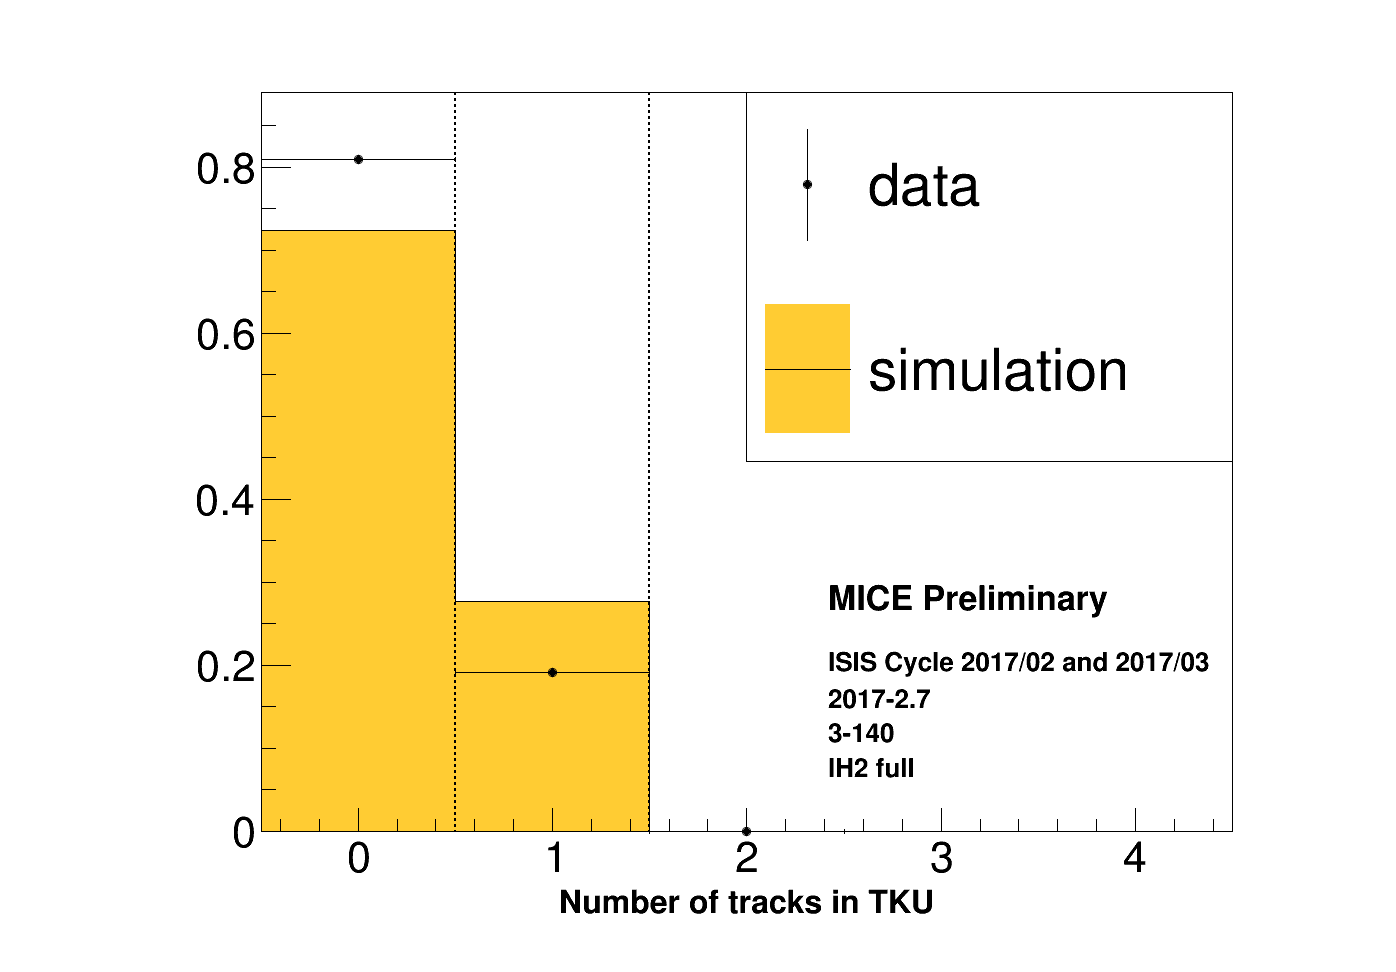 0.8
0.6
0.4
0.2
0
0 1 2 3 4
Number of tracks in TKU
data
simulation
MICE Preliminary
ISIS Cycle 2017/02 and 2017/03
2017-2.7
3-140
IH2 full